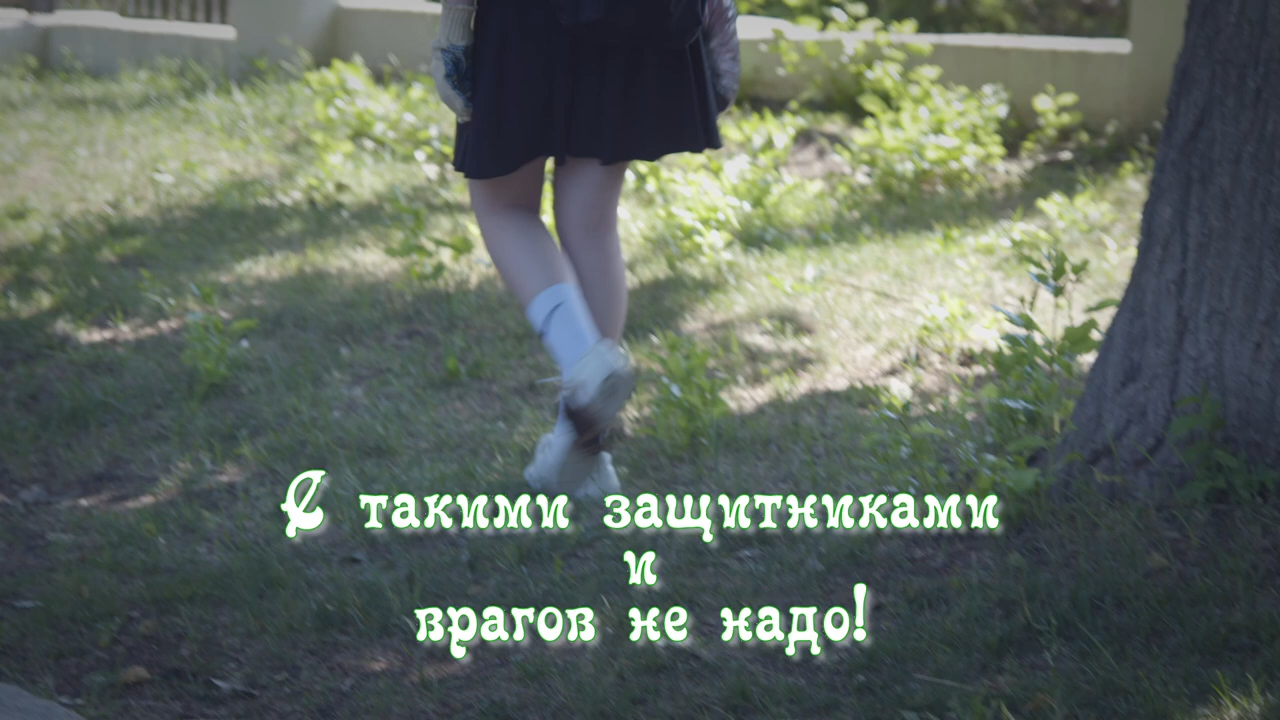 С такими защитниками
и
врагов не надо!